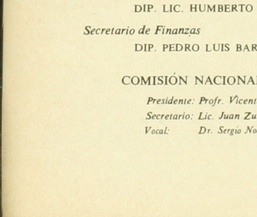 DIP. LIC. HUMBERTO
Secretario de Finanzas
DIP. PEDRO LUIS BAR
COMISIÓN NACIONA
Presidente: Profr. Vicent
Secretario: Lic. Juan Zu
Vocal: Dr. Sergio No